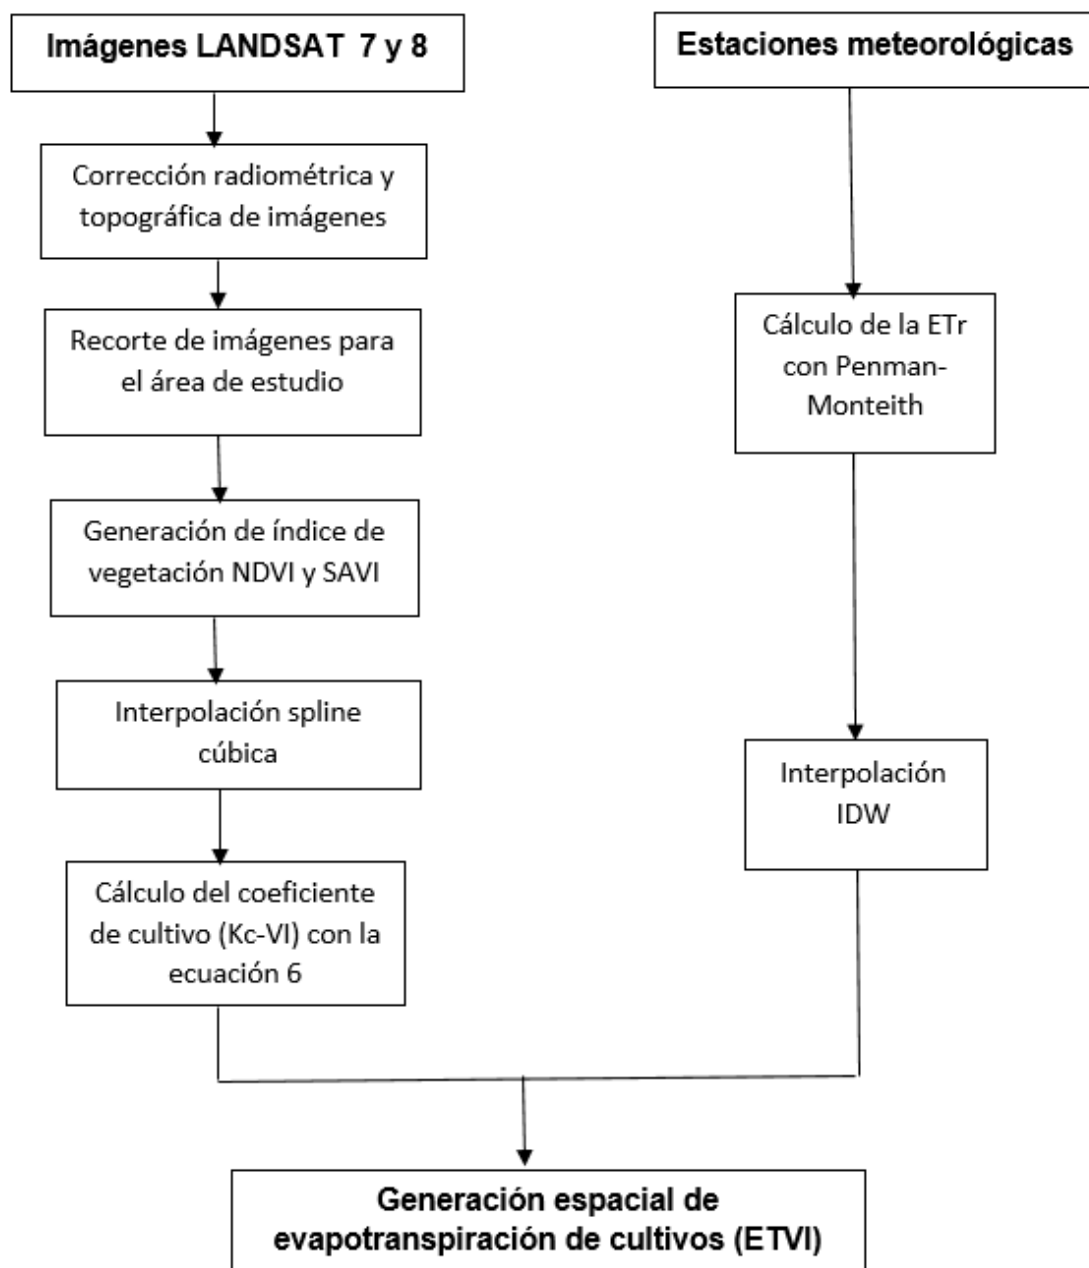 Imágenes LANDSAT 7 y 8
Corrección radiométrica y
topográfica de imágenes
Recorte de imágenes para
el área de estudio
Generación de índice de
vegetación NDVI y SAVI
Interpolación spline
cúbica
Cálculo del coeficiente
de cultivo (Kc-VI) con la
ecuación 6
Estaciones meteorológicas
Cálculo de la ETr
con Penman-
Monteith
Interpolación
IDW
Generación espacial de
evapotranspiración de cultivos (ETVI)